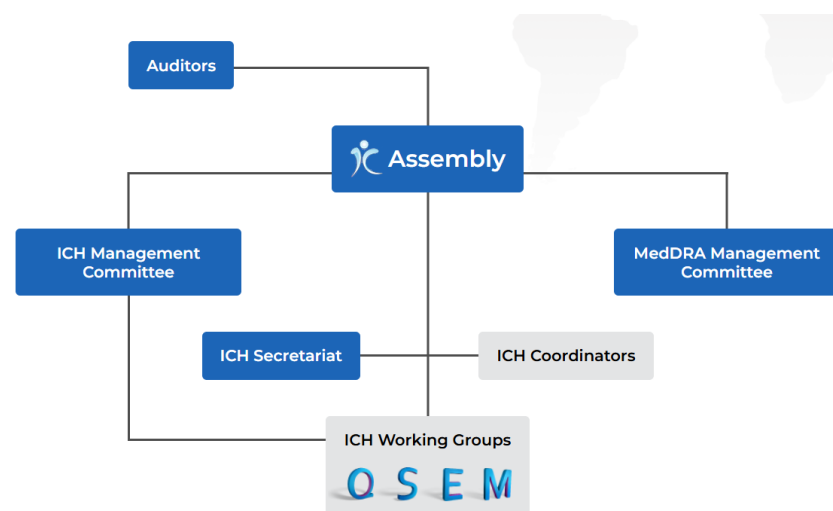 Auditors
Assembly
ICH Management
Committee
MedDRA Management
Committee
ICH Secretariat
ICH Coordinators
ICH Working Groups
Q S E M